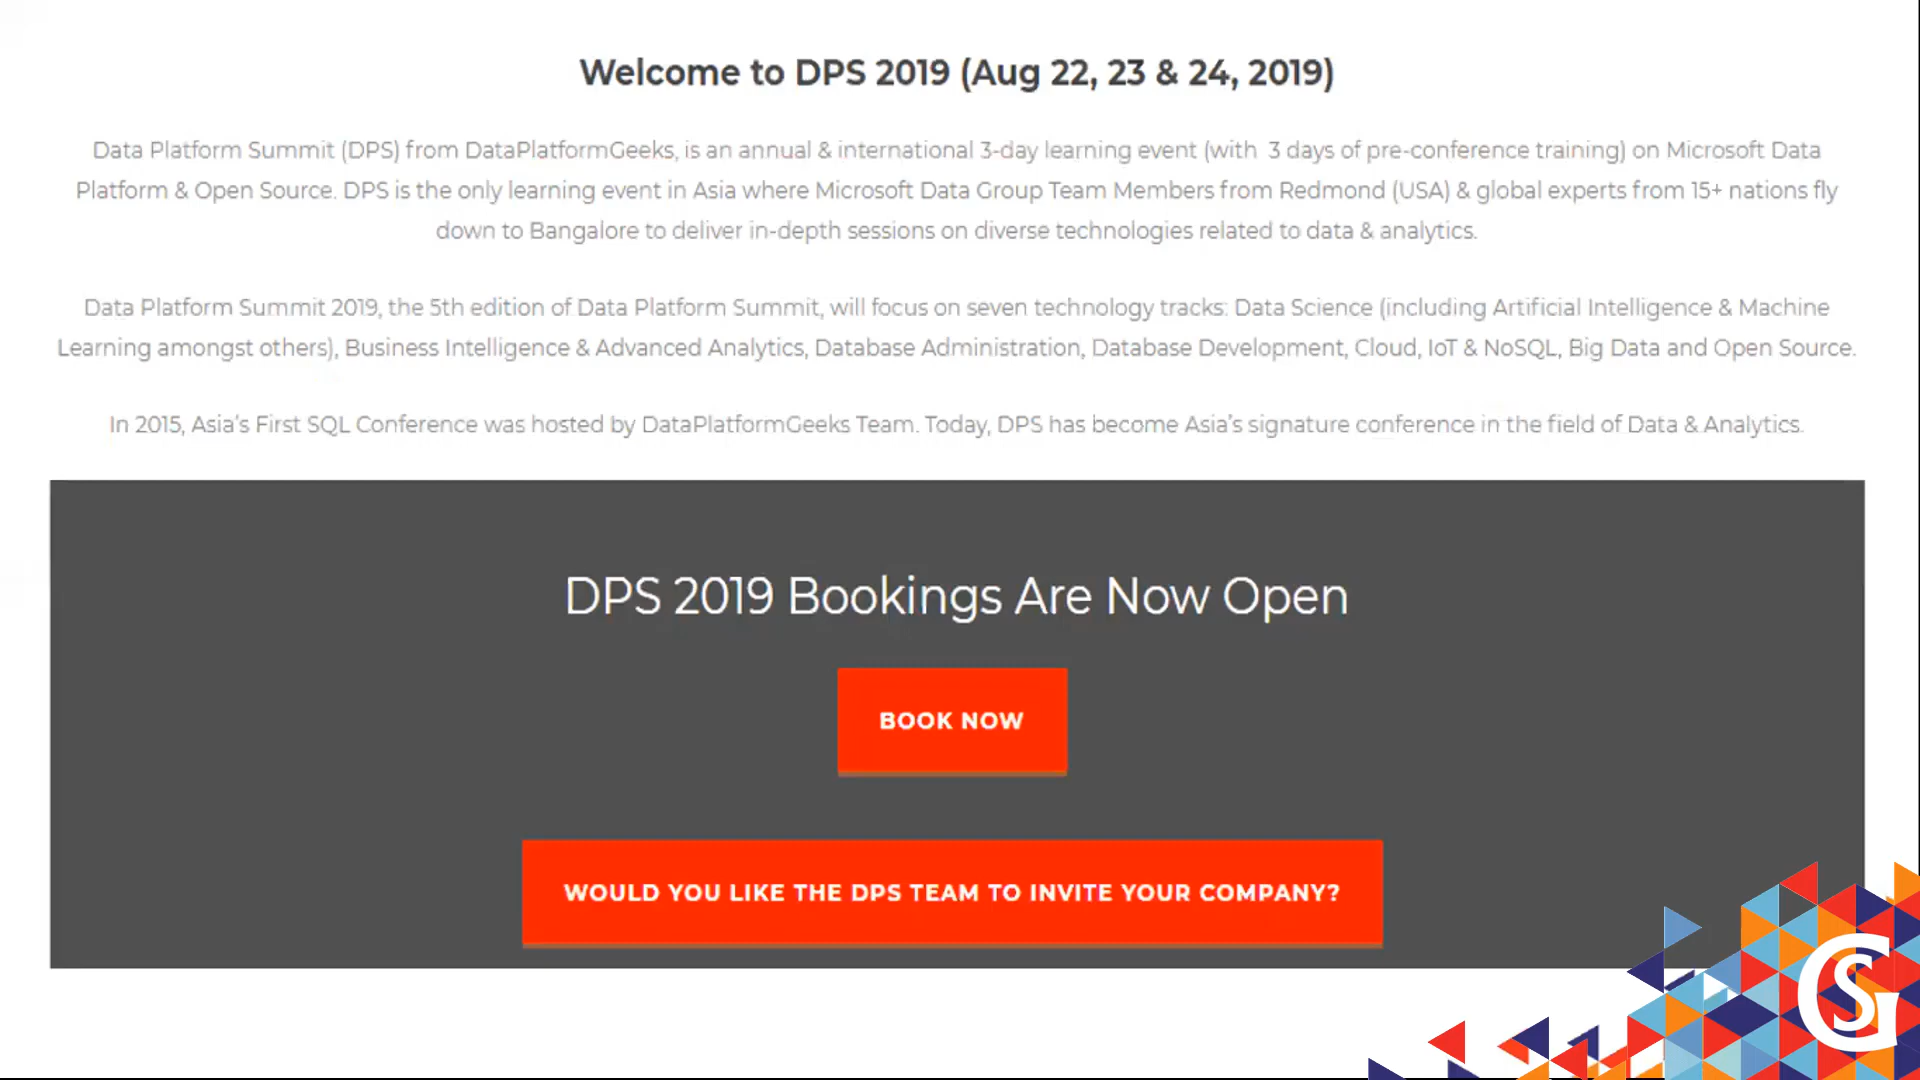 Welcome to DPS 2019 (Aug 22, 23 & 24, 2019)
Data Platform Summit (DPS) from DataPlatformGeeks, is an annual & international 3-day learning event (with 3 days of pre-conference training) on Microsoft Data
Platform & Open Source. DPS is the only learning event in Asia where Microsoft Data Group Team Members from Redmond (USA) & global experts from 15+ nations fly
down to Bangalore to deliver in-depth sessions on diverse technologies related to data & analytics.
Data Platform Summit 2019, the 5th edition of Data Platform Summit, will focus on seven technology tracks: Data Science (including Artificial Intelligence & Machine
Learning amongst others), Business Intelligence & Advanced Analytics, Database Administration, Database Development, Cloud, IoT & NoSQL, Big Data and Open Source.
In 2015, Asia's First SQL Conference was hosted by DataPlatformGeeks Team. Today, DPS has become Asia's signature conference in the field of Data & Analytics.
DPS 2019 Bookings Are Now Open
BOOK NOW
WOULD YOU LIKE THE DPS TEAM TO INVITE YOUR COMPANY?
GS